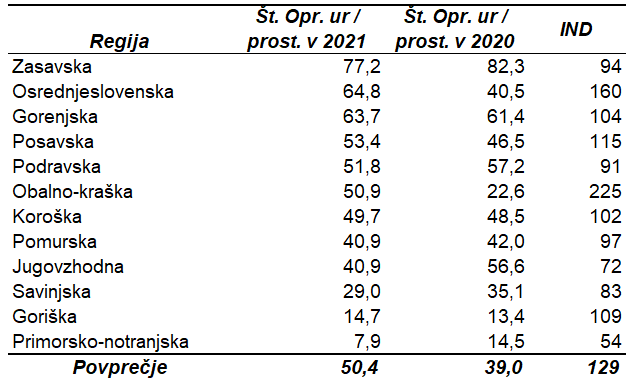 Regija Št. Opr. ur / prost. v 2021 Št. Opr. ur / prost. v 2020 IND
Zasavska 77,2 82,3 94
Osrednjeslovenska 64,8 40,5 160
Gorenjska 63,7 61,4 104
Posavska 53,4 46,5 115
Podravska 51,8 57,2 91
Obalno-kraška 50,9 22,6 225
Koroška 49,7 48,5 102
Pomurska 40,9 42,0 97
Jugovzhodna 40,9 56,6 72
Savinjska 29,0 35,1 83
Goriška 14,7 13,4 109
Primorsko-notranjska 7,9 14,5 54
Povprečje 50,4 39,0 129